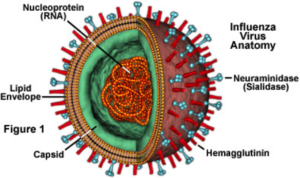 Nucleoprotein
(RNA)
Influenza
Virus
Anatomy
Neuraminidase
(Sialidase)
Lipid
Envelope
Figure 1
Capsid
Hemagglutinin